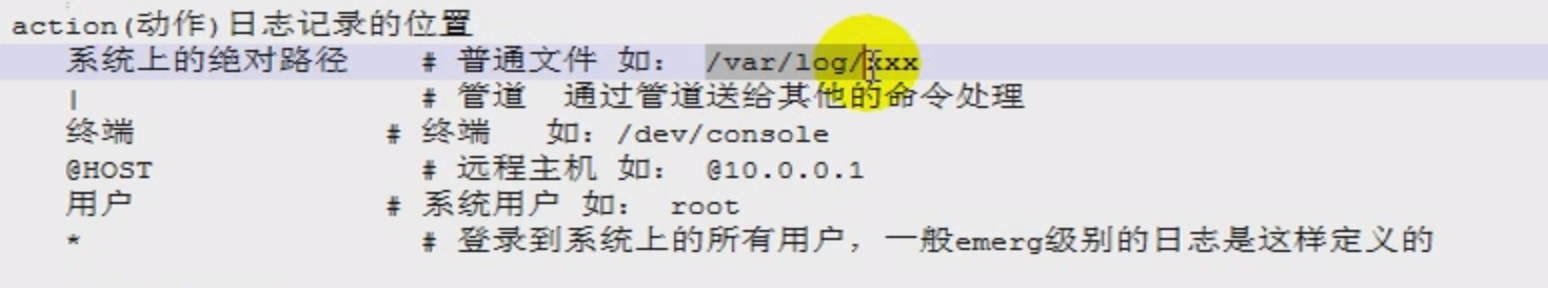 action(动作)日志记录的位置
系统上的绝对路径 # 普通文件 如： /var/log/xxx
| # 管道 通过管道送给其他的命令处理
终端 # 终端 如：/dev/console
@HOST # 远程主机 如： @10.0.0.1
用户 # 系统用户 如： root
* # 登录到系统上的所有用户，一般emerg级别的日志是这样定义的